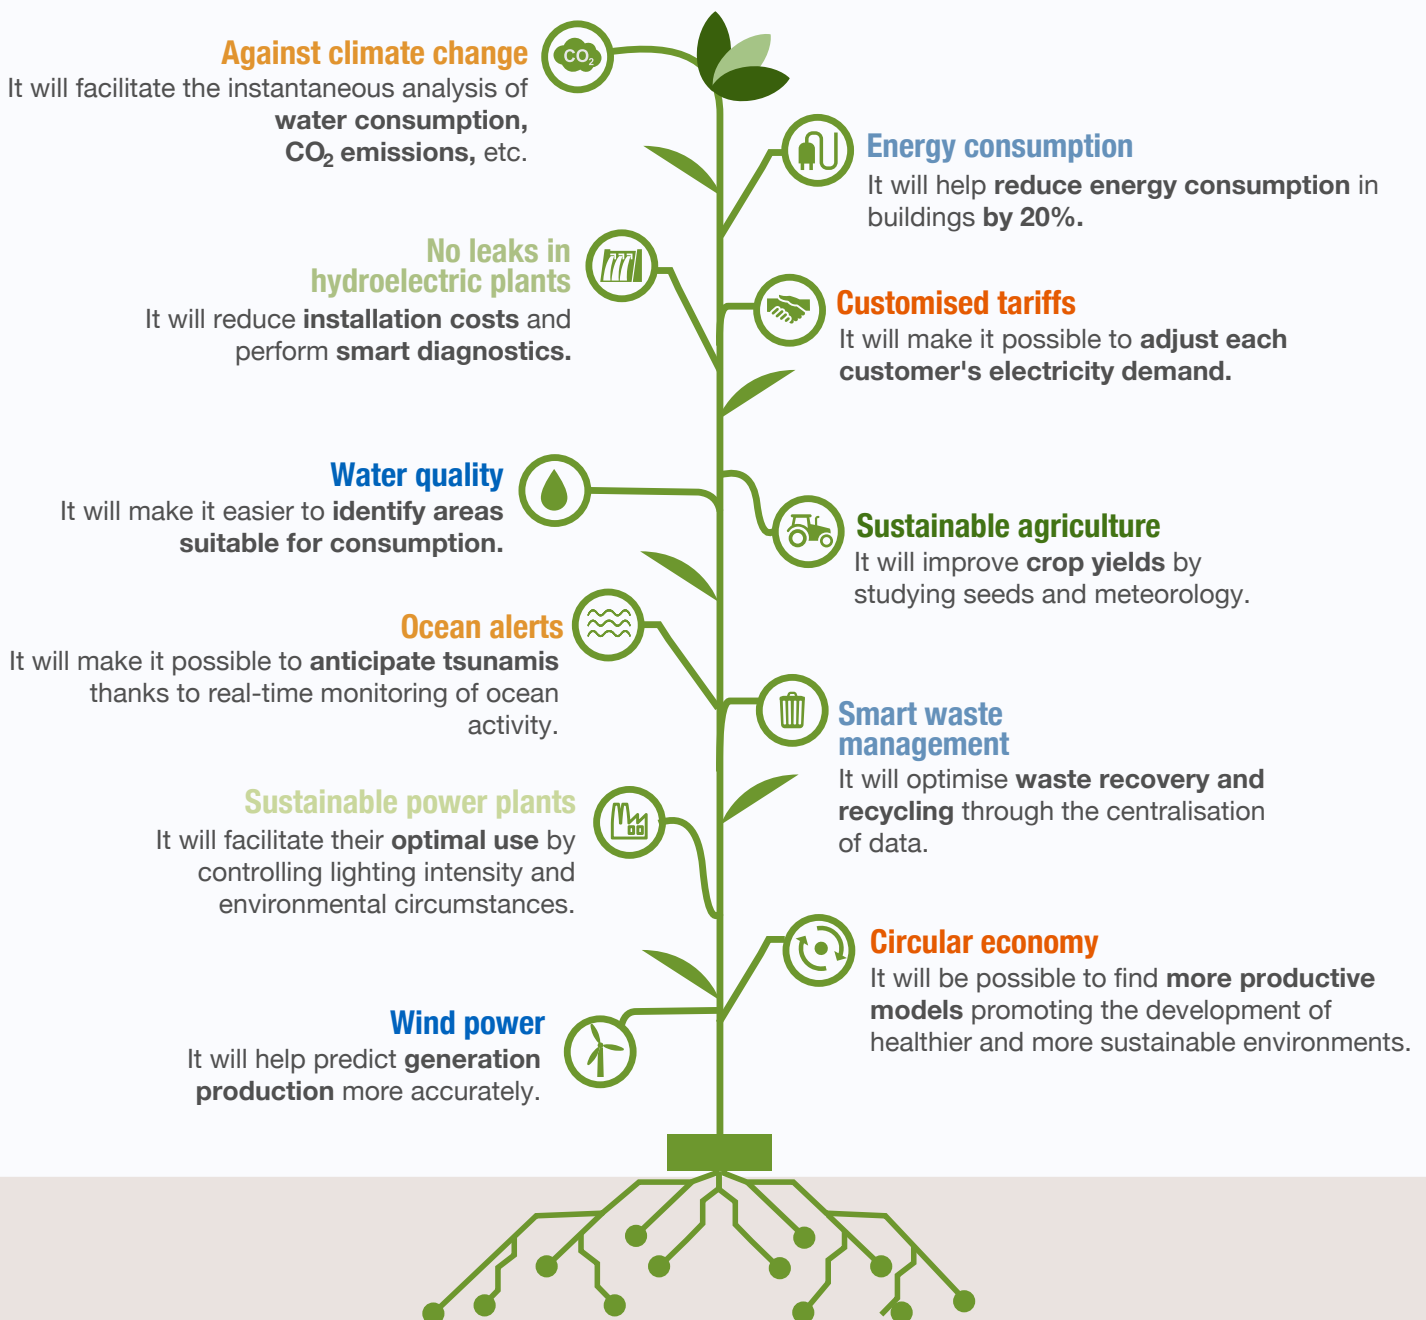 Against climate change
CO₂
It will facilitate the instantaneous analysis of
water consumption,
CO₂ emissions, etc.
Energy consumption
It will help reduce energy consumption in
buildings by 20%.
No leaks in
hydroelectric plants
It will reduce installation costs and
perform smart diagnostics.
Customised tariffs
It will make it possible to adjust each
customer's electricity demand.
Water quality
It will make it easier to identify areas
suitable for consumption.
Sustainable agriculture
It will improve crop yields by
studying seeds and meteorology.
Ocean alerts
It will make it possible to anticipate tsunamis
thanks to real-time monitoring of ocean
activity.
Smart waste
management
It will optimise waste recovery and
recycling through the centralisation
of data.
Sustainable power plants
It will facilitate their optimal use by
controlling lighting intensity and
environmental circumstances.
Circular economy
It will be possible to find more productive
models promoting the development of
healthier and more sustainable environments.
Wind power
It will help predict generation
production more accurately.